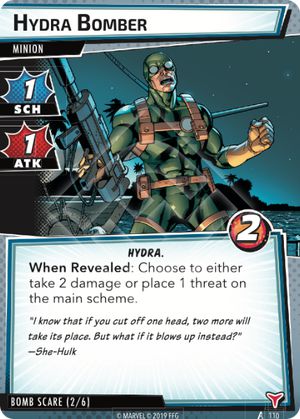 Hydra Bomber
MINION
1
SCH
1
ATK
2
HYDRA.
When Revealed: Choose to either
take 2 damage or place 1 threat on
the main scheme.
"I know that if you cut off one head, two more will
take its place. But what if it blows up instead?"
—She-Hulk
BOMB SCARE (2/6)
© MARVEL © 2019 FFG
A 110